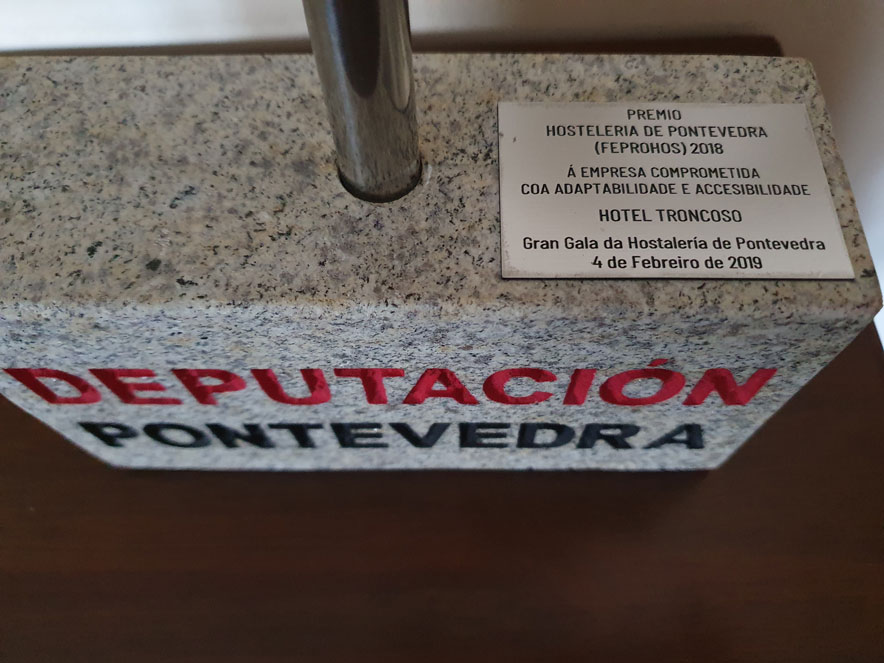 PREMIO
HOSTELERIA DE PONTEVEDRA
(FEPROHOS) 2018
Á EMPRESA COMPROMETIDA
COA ADAPTABILIDADE E ACCESIBILIDADE
HOTEL TRONCOSO
Gran Gala da Hostalería de Pontevedra
4 de Febreiro de 2019
DEPUTACIÓN
PONTEVEDRA